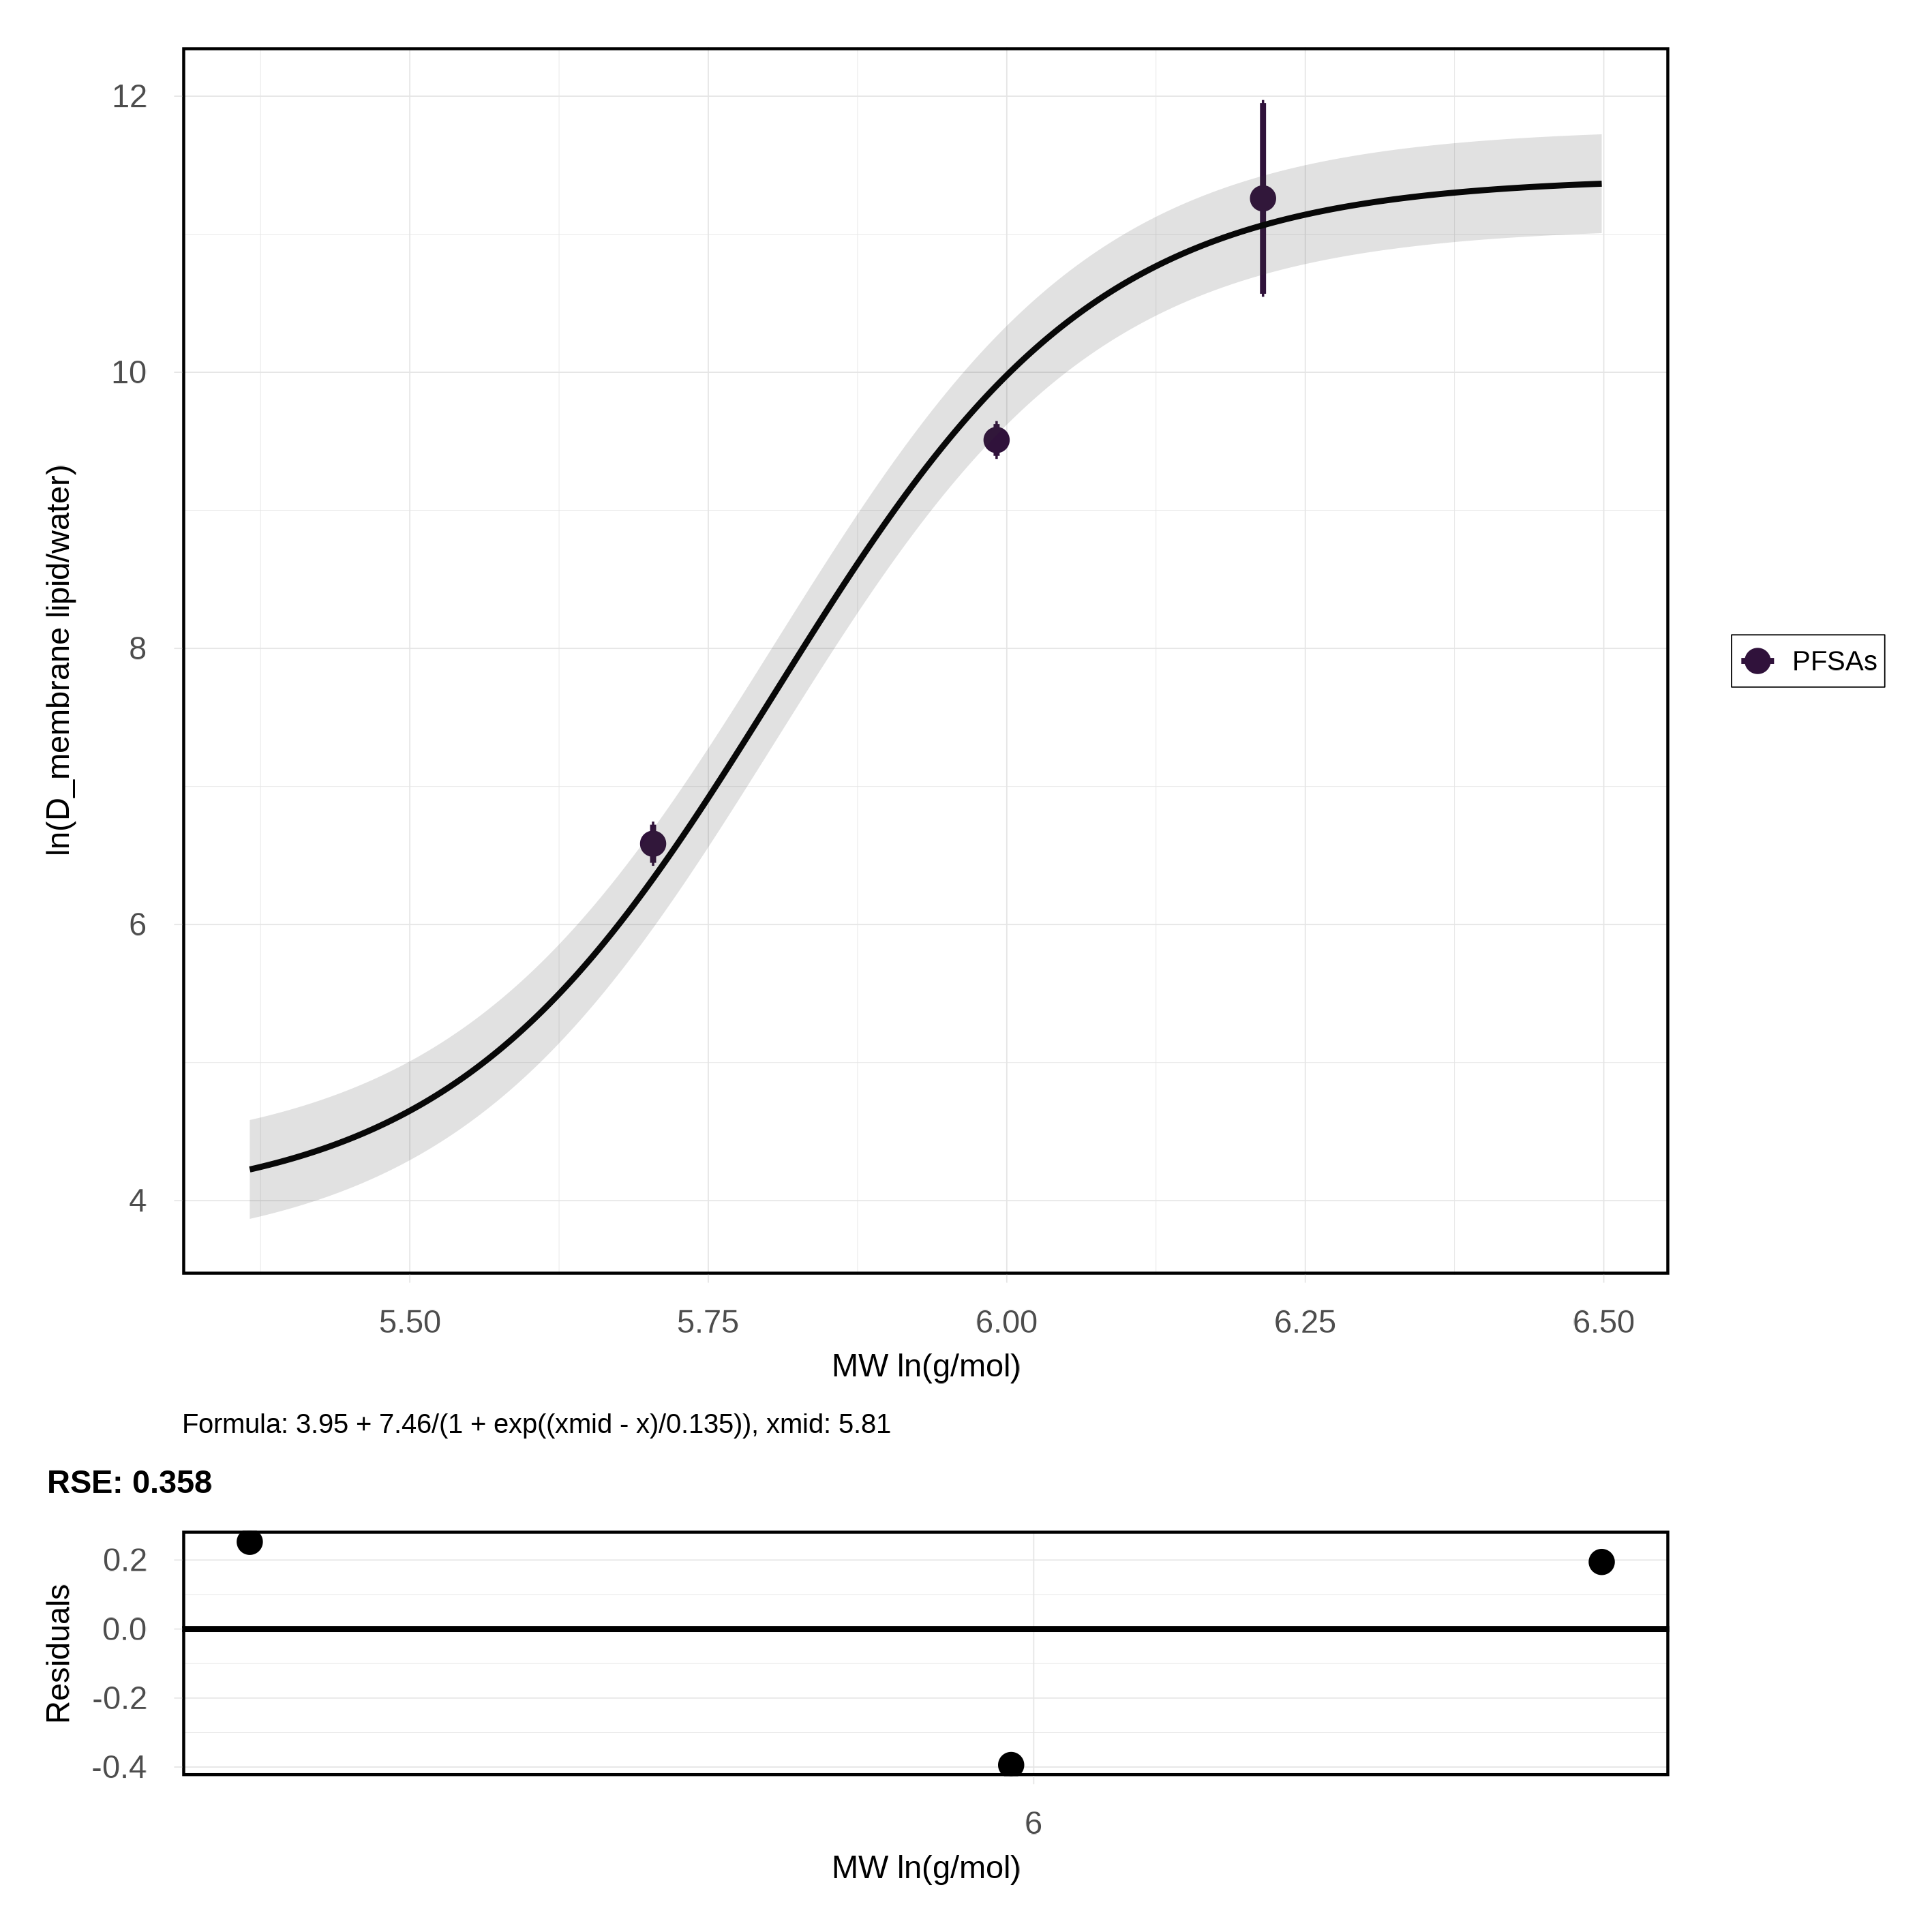 12
10
8
6
4
ln(D_membrane lipid/water)
5.50 5.75 6.00 6.25 6.50
MW ln(g/mol)
PFSAs
Formula: 3.95 + 7.46/(1 + exp((xmid - x)/0.135)), xmid: 5.81
RSE: 0.358
0.2
0.0
-0.2
-0.4
Residuals
6
MW ln(g/mol)